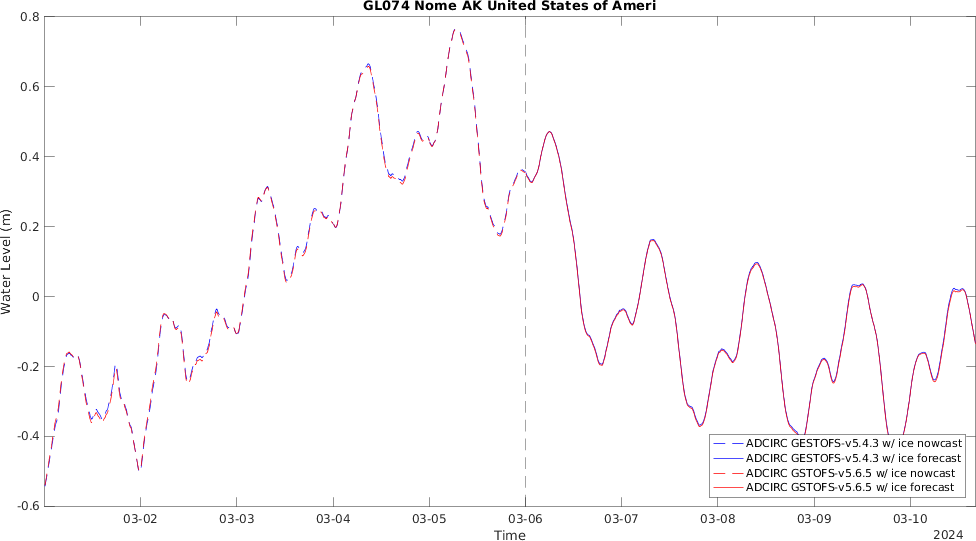 GL074 Nome AK United States of Ameri
0.8
0.6
0.4
0.2
0
-0.2
-0.4
-0.6
Water Level (m)
ADCIRC GESTOFS-v5.4.3 w/ ice nowcast
ADCIRC GESTOFS-v5.4.3 w/ ice forecast
ADCIRC GSTOFS-v5.6.5 w/ ice nowcast
ADCIRC GSTOFS-v5.6.5 w/ ice forecast
03-02 03-03 03-04 03-05 03-06 03-07 03-08 03-09 03-10
Time
2024